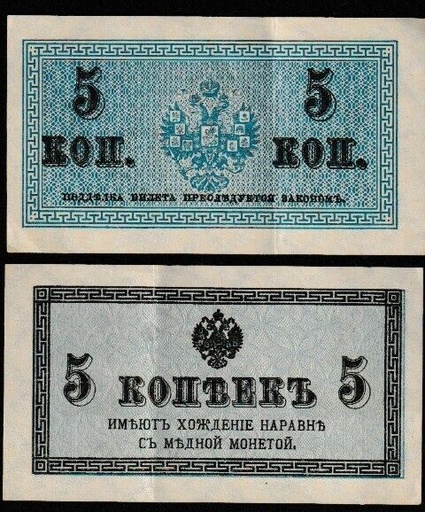 5 5
КОП. КОП.
ПОДДѢЛКА БИЛЕТА ПРЕСЛѢДУЕТСЯ ЗАКОНОМЪ.
5 КОПѢЕКЪ 5
ИМѢЮТЪ ХОЖДЕНІЕ НАРАВНѢ
СЪ МѢДНОЙ МОНЕТОЙ.